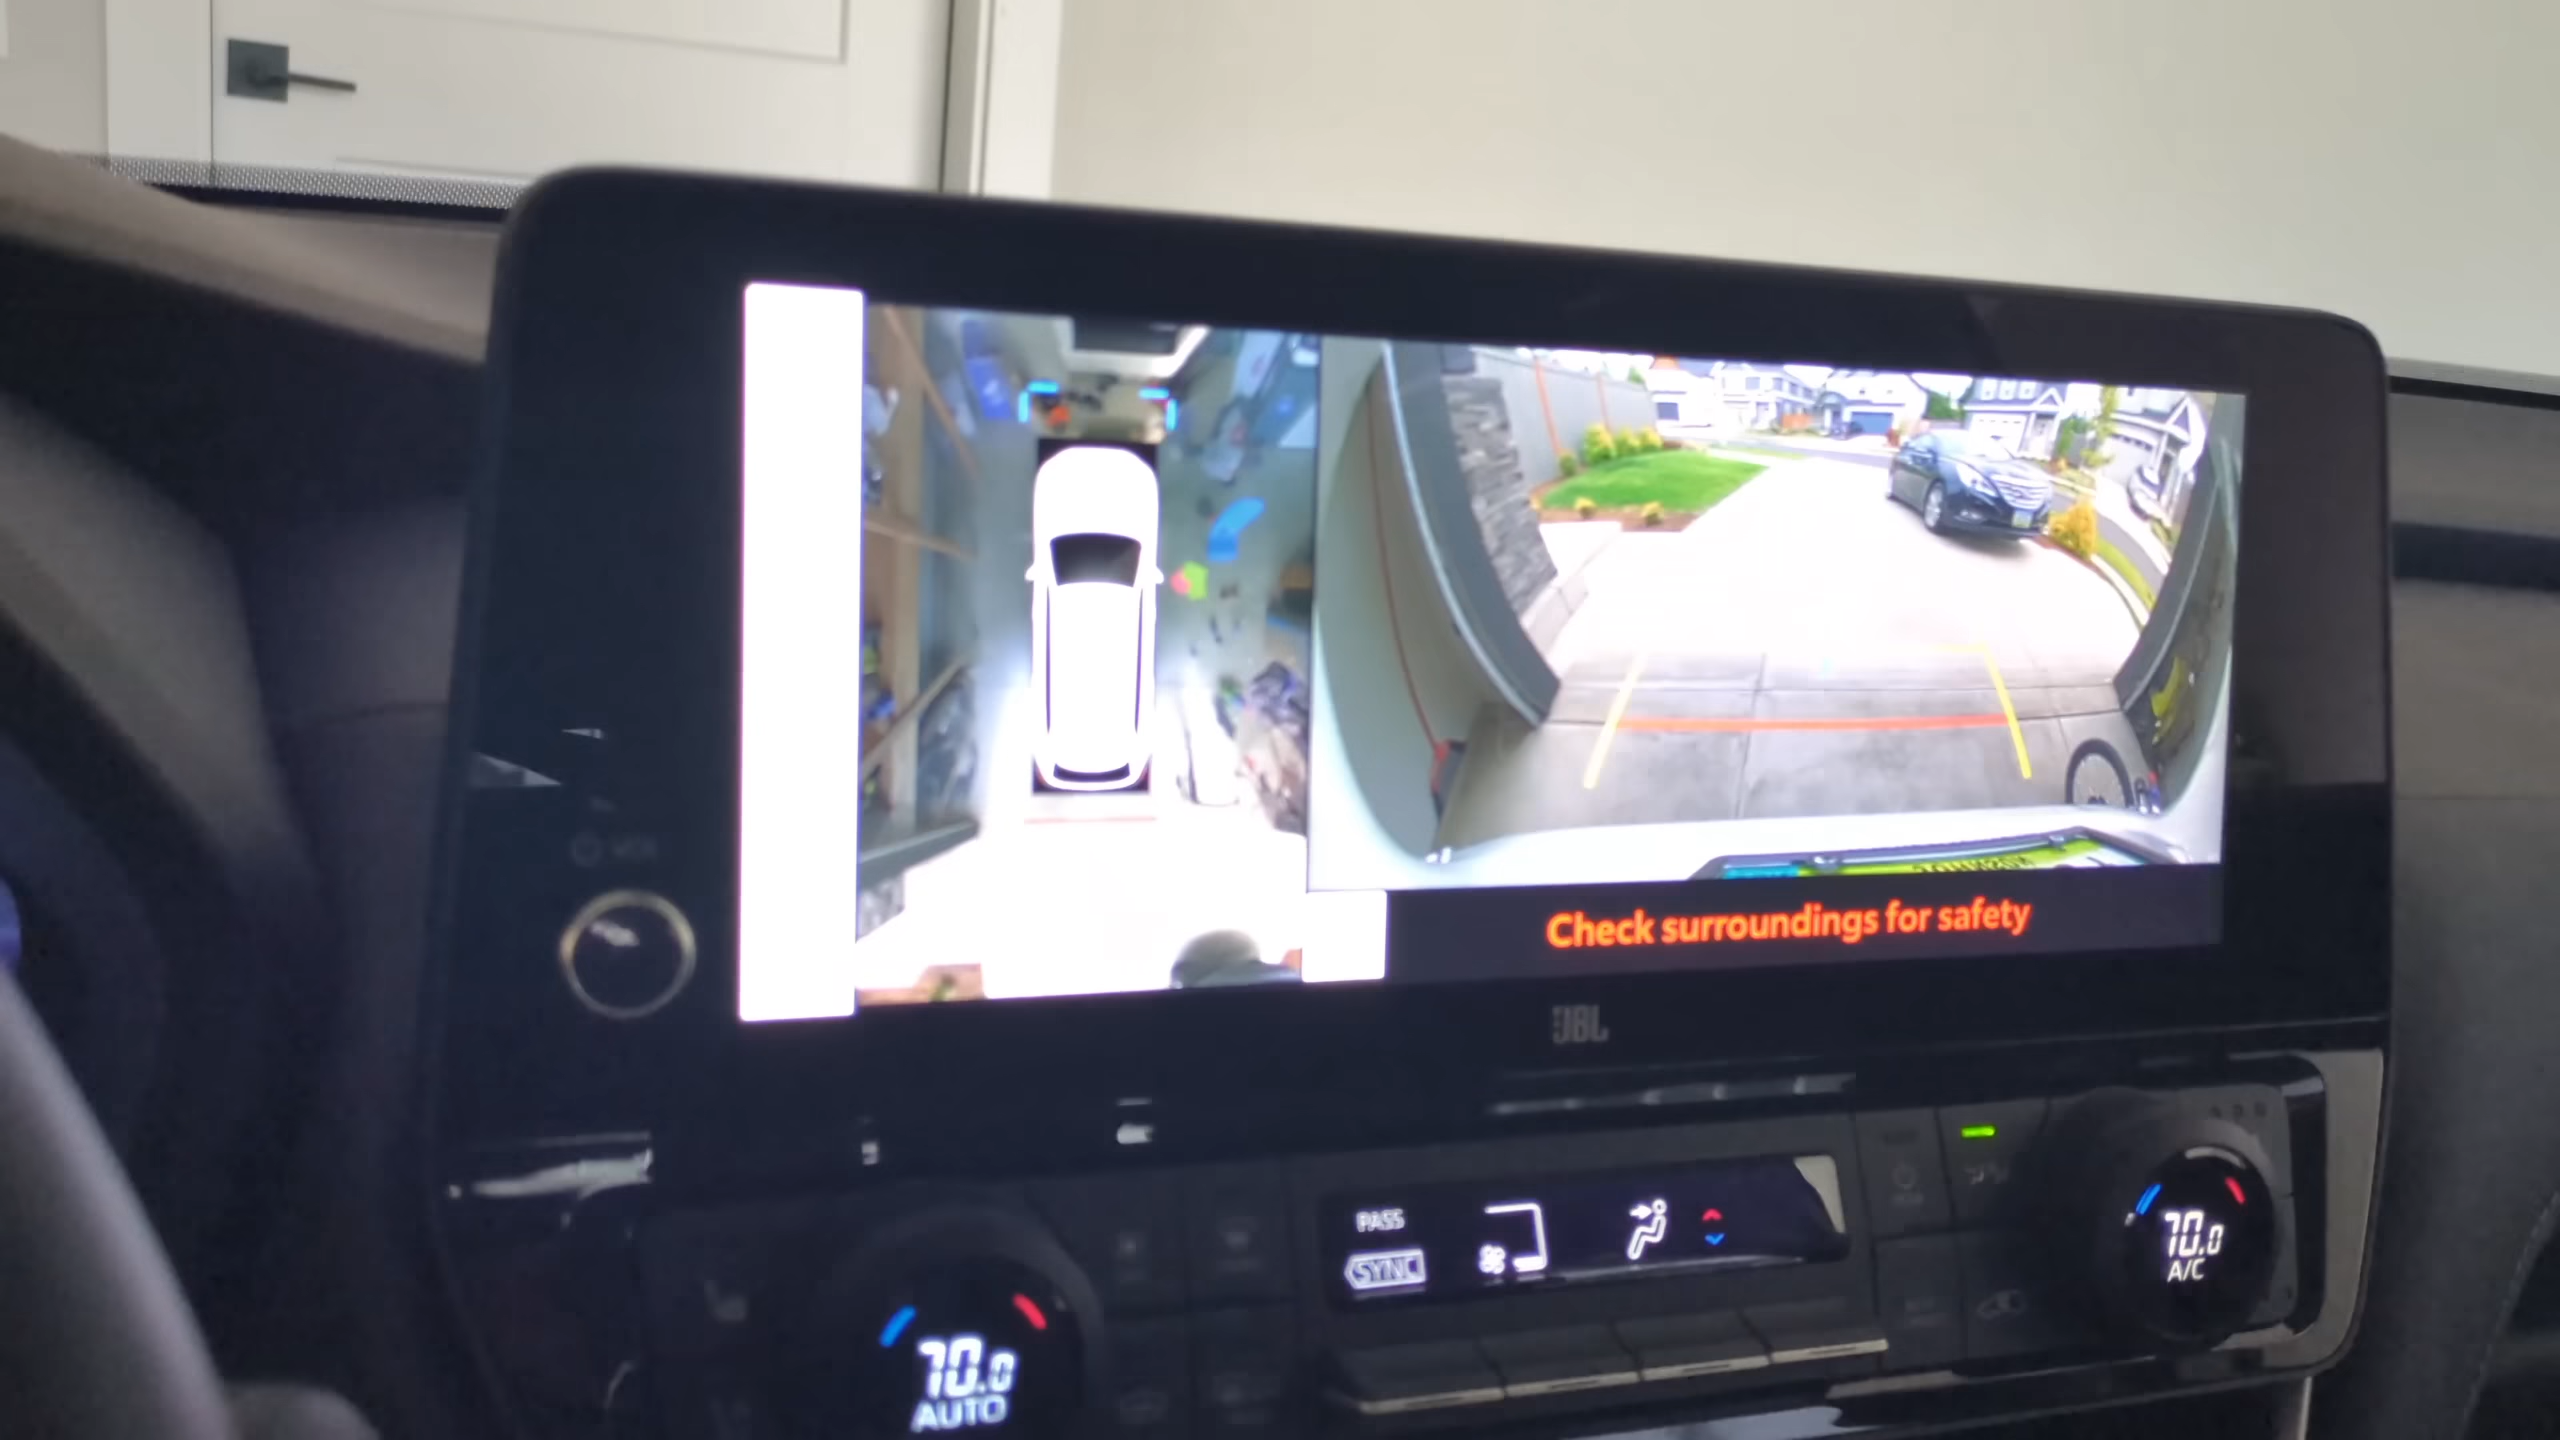 Check surroundings for safety
JBL
PASS
SYNC
70.0
A/C
70.0
AUTO